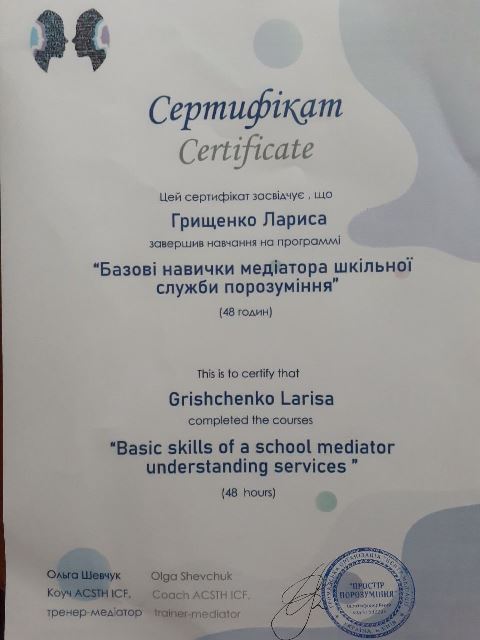 Сертифікат
Certificate
Цей сертифікат засвідчує , що
Грищенко Лариса
завершив навчання на программі
“Базові навички медіатора шкільної
служби порозуміння”
(48 годин)
This is to certify that
Grishchenko Larisa
completed the courses
“Basic skills of a school mediator
understanding services ”
(48 hours)
Ольга Шевчук
Коуч ACSTH ICF,
тренер-медіатор
Olga Shevchuk
Coach ACSTH ICF,
trainer-mediator
"ПРОСТІР
ПОРОЗУМІННЯ"